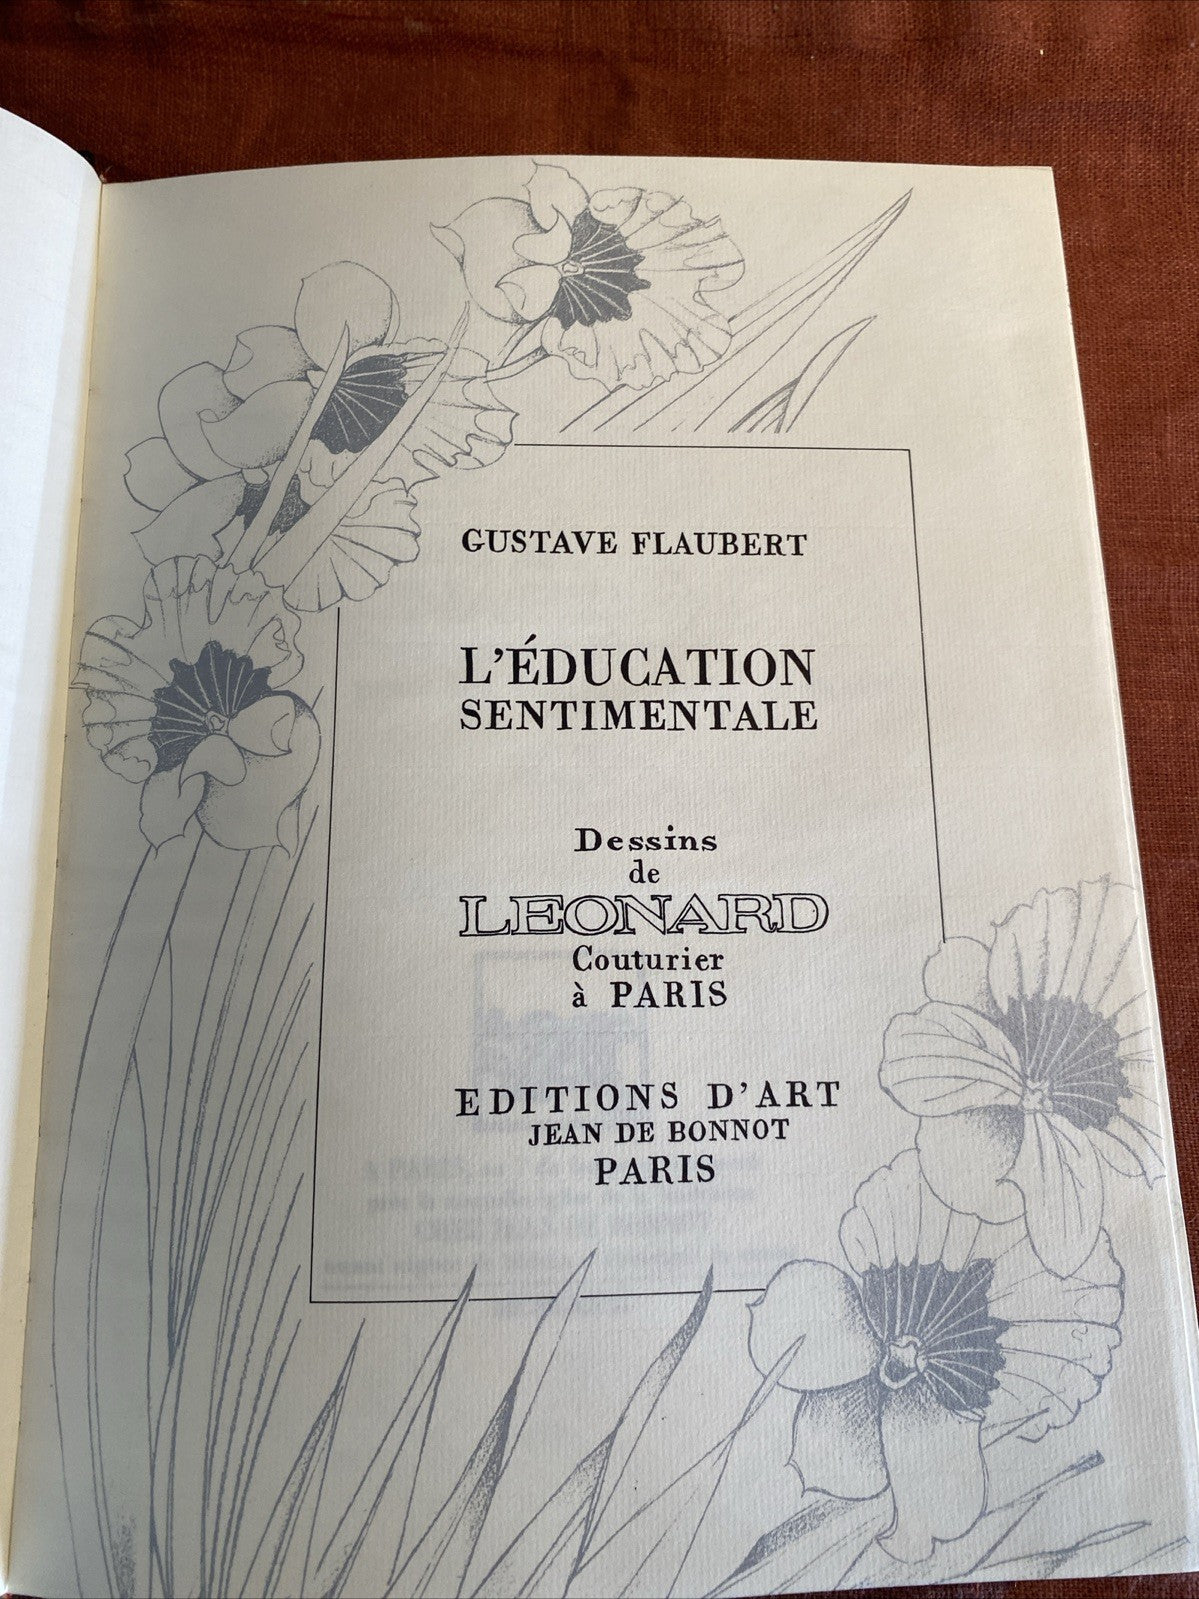 GUSTAVE FLAUBERT
L'ÉDUCATION
SENTIMENTALE
Dessins
de
LEONARD
Couturier
à PARIS
EDITIONS D'ART
JEAN DE BONNOT
PARIS